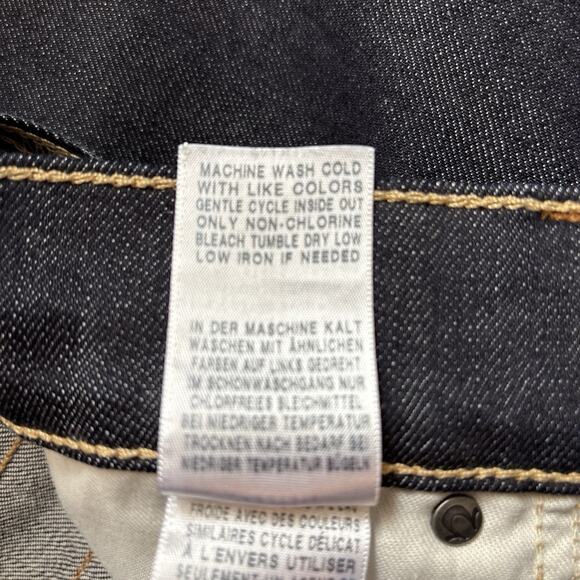 MACHINE WASH COLD
WITH LIKE COLORS
GENTLE CYCLE INSIDE OUT
ONLY NON-CHLORINE
BLEACH TUMBLE DRY LOW
LOW IRON IF NEEDED
IN DER MASCHINE KALT
WASCHEN MIT ÄHNLICHEN
FARBEN AUF LINKS GEDREHT
IM SCHONWASCHGANG NUR
CHLORFREIES BLEICHMITTEL
BEI NIEDRIGER TEMPERATUR
TROCKNEN NACH BEDARF BEI
NIEDRIGER TEMPERATUR BÜGELN
FROIDE AVEC DES COULEURS
SIMILAIRES CYCLE DÉLICAT
À L'ENVERS UTILISER
SEULEMENT UN